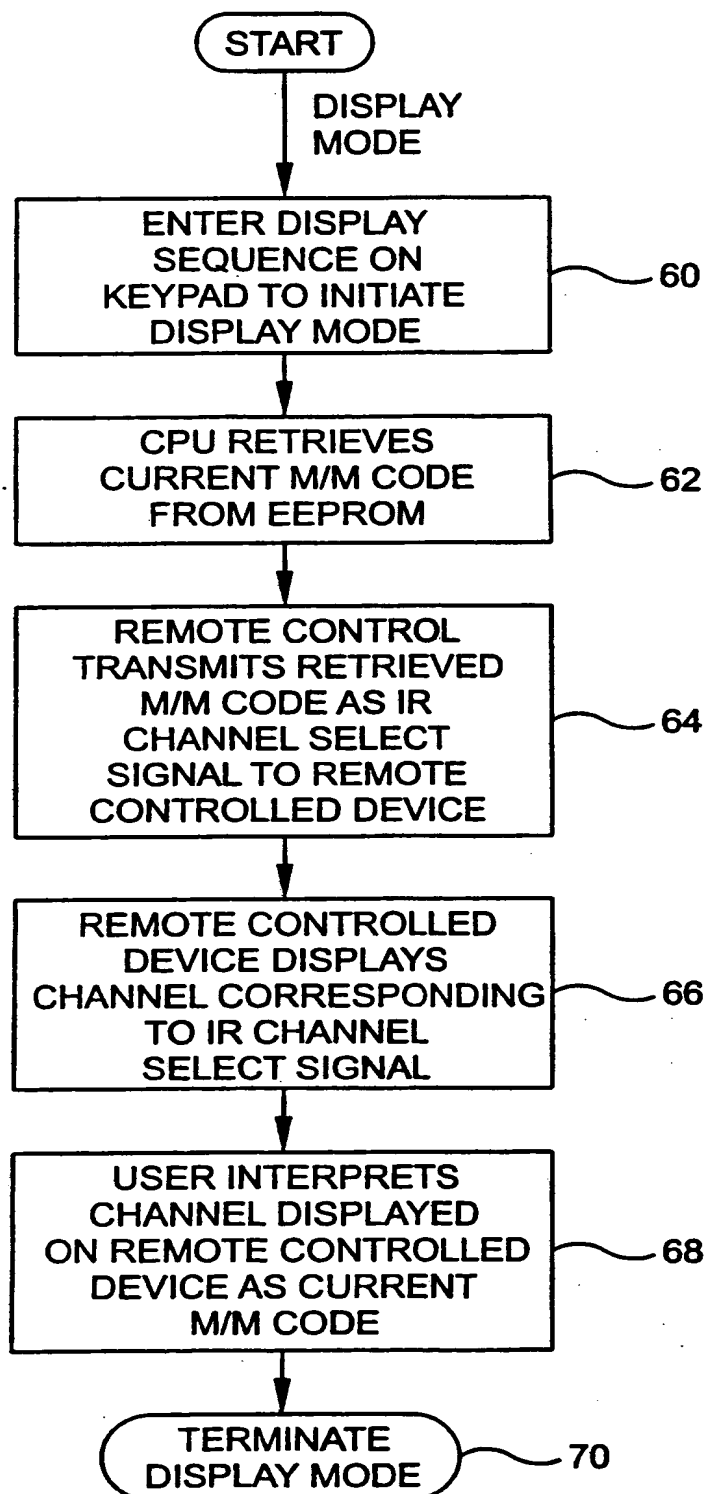 START
DISPLAY
MODE
ENTER DISPLAY
SEQUENCE ON
KEYPAD TO INITIATE
DISPLAY MODE
60
CPU RETRIEVES
CURRENT M/M CODE
FROM EEPROM
62
REMOTE CONTROL
TRANSMITS RETRIEVED
M/M CODE AS IR
CHANNEL SELECT
SIGNAL TO REMOTE
CONTROLLED DEVICE
64
REMOTE CONTROLLED
DEVICE DISPLAYS
CHANNEL CORRESPONDING
TO IR CHANNEL
SELECT SIGNAL
66
USER INTERPRETS
CHANNEL DISPLAYED
ON REMOTE CONTROLLED
DEVICE AS CURRENT
M/M CODE
68
TERMINATE
DISPLAY MODE
70